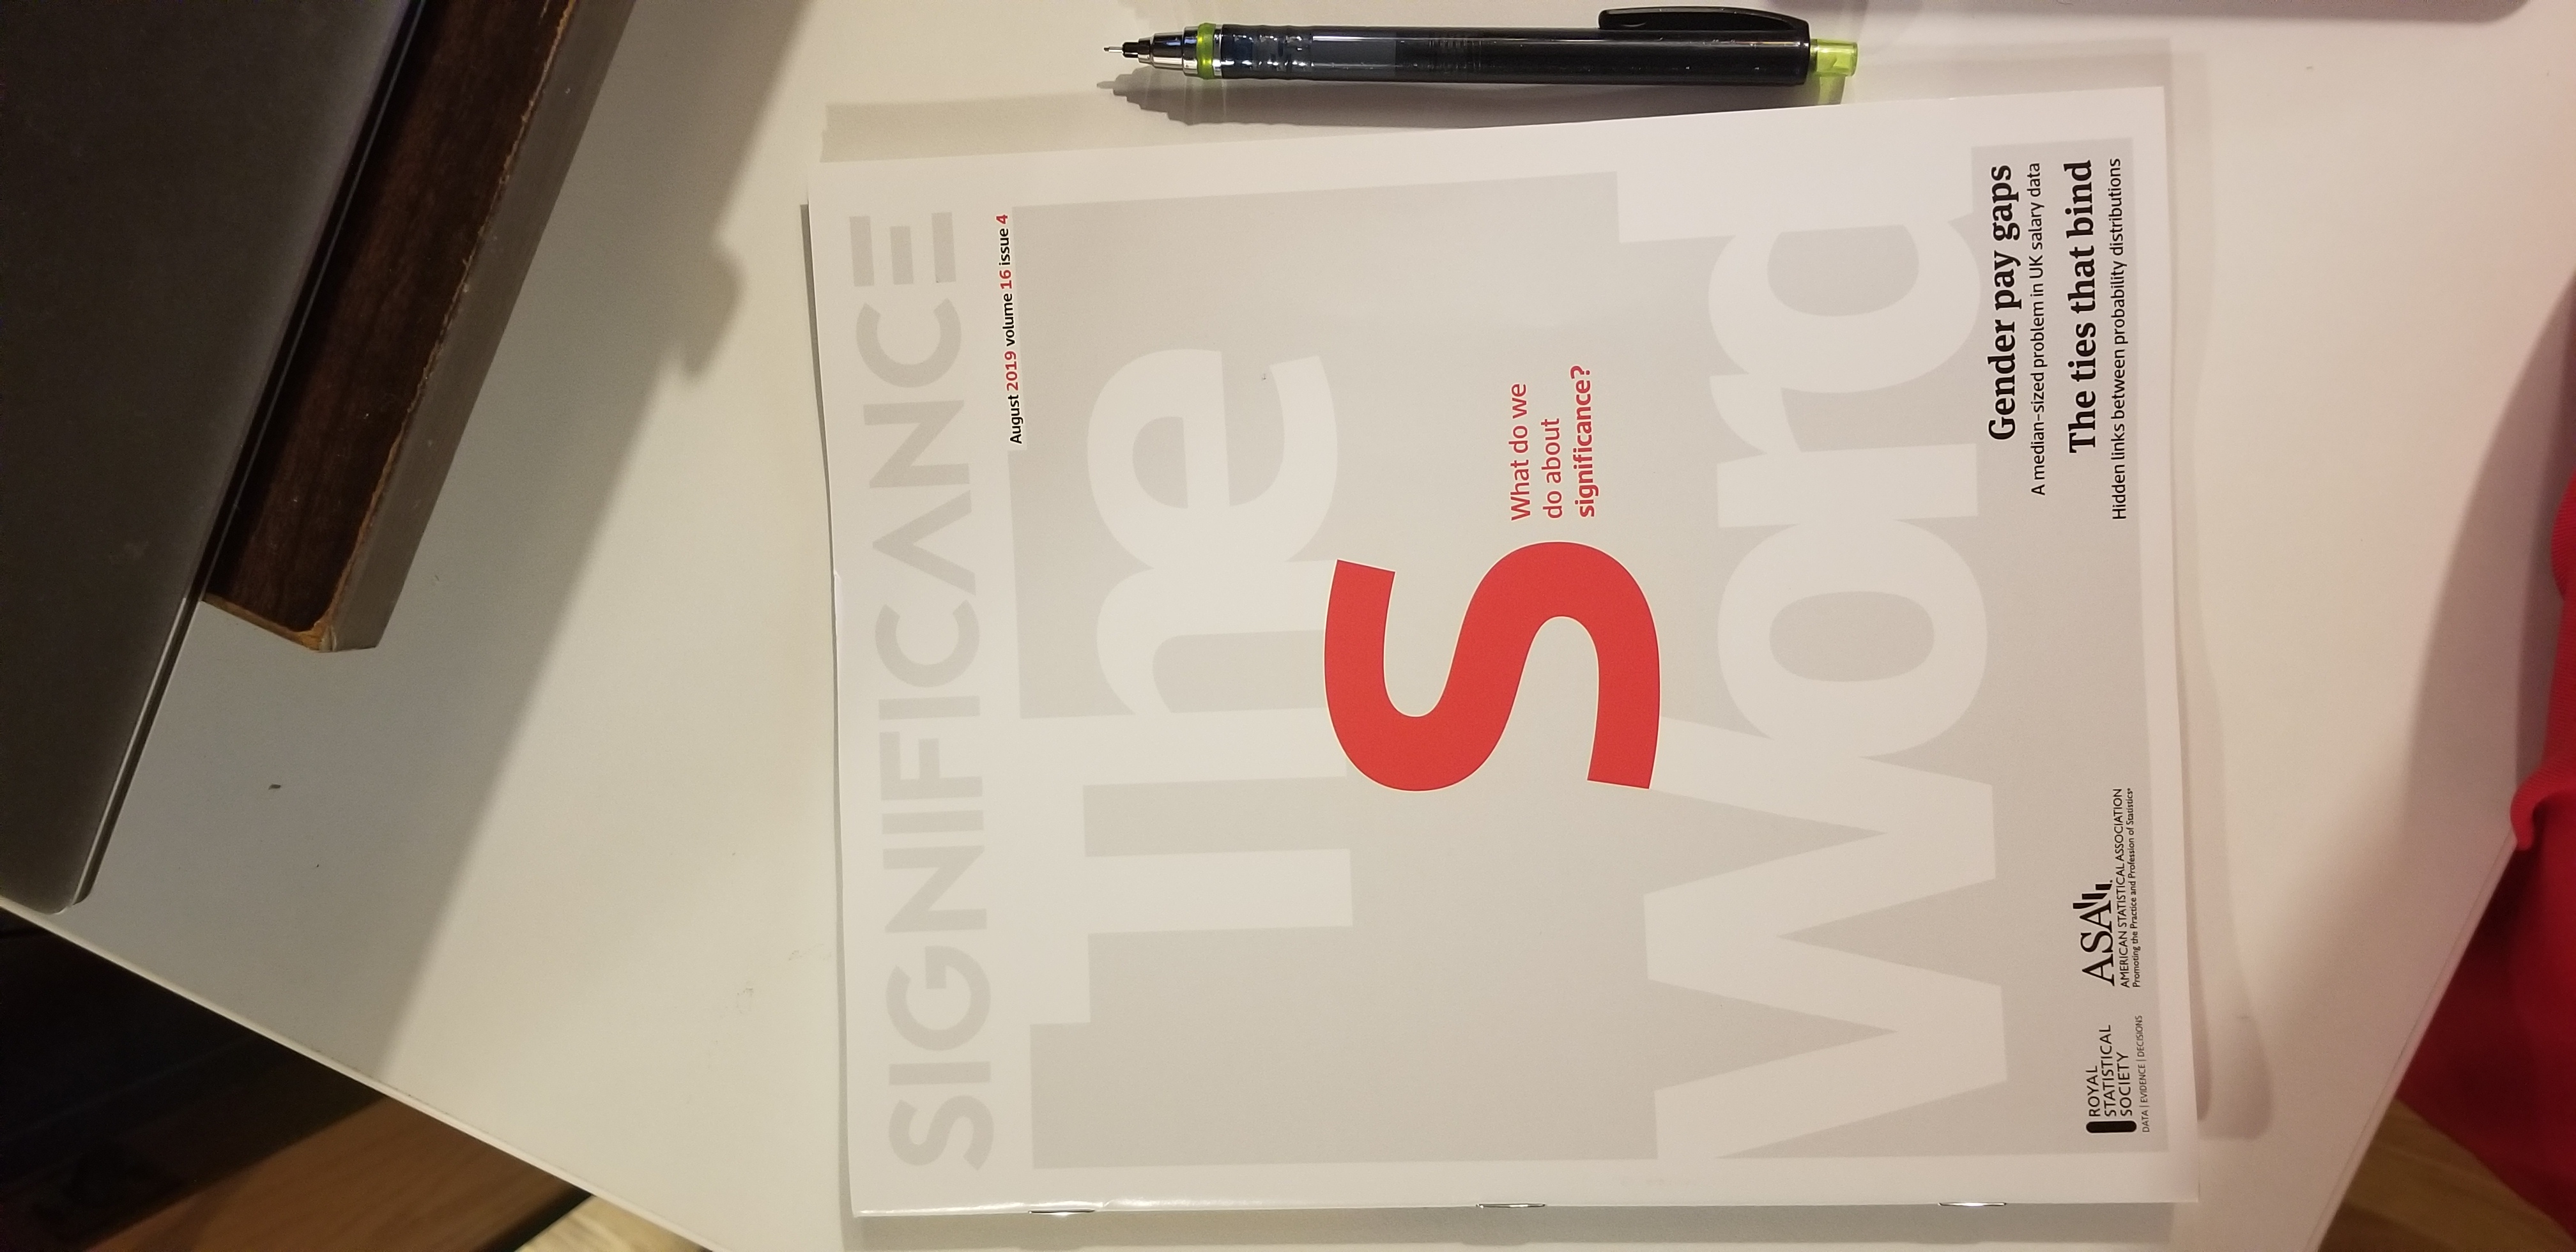 SIGNIFICANCE
August 2019 volume 16 issue 4
The
S
What do we
do about
significance?
Word
Gender pay gaps
A median-sized problem in UK salary data
The ties that bind
Hidden links between probability distributions
ROYAL
STATISTICAL
SOCIETY
DATA | EVIDENCE | DECISIONS
ASA
AMERICAN STATISTICAL ASSOCIATION
Promoting the Practice and Profession of Statistics®